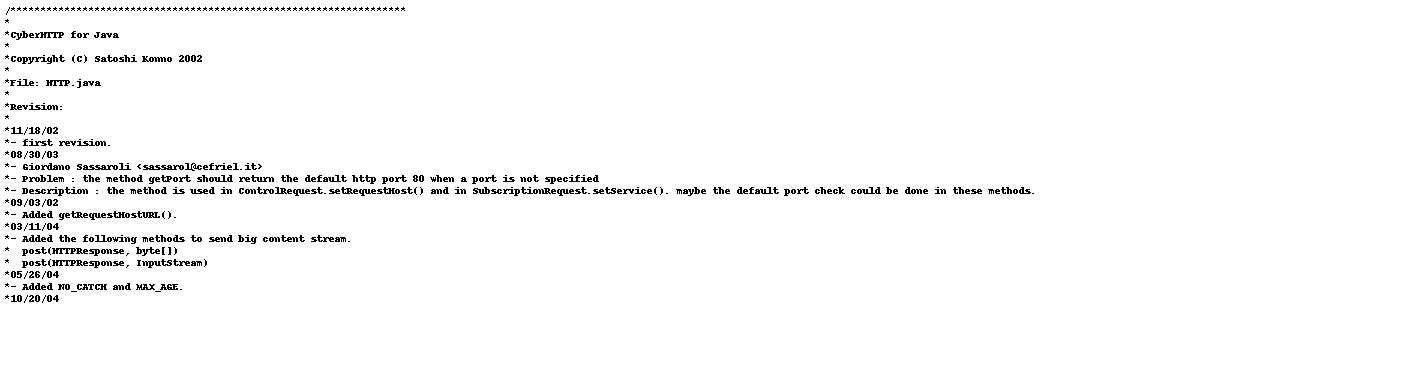 /******************************************************************
*
*CyberHTTP for Java
*
*Copyright (C) Satoshi Konno 2002
*
*File: HTTP.java
*
*Revision:
*
*11/18/02
*- first revision.
*08/30/03
*- Giordano Sassaroli <sassarol@cefriel.it>
*- Problem : the method getPort should return the default http port 80 when a port is not specified
*- Description : the method is used in ControlRequest.setRequestHost() and in SubscriptionRequest.setService(). maybe the default port check could be done in these methods.
*09/03/02
*- Added getRequestHostURL().
*03/11/04
*- Added the following methods to send big content stream.
*  post(HTTPResponse, byte[])
*  post(HTTPResponse, InputStream)
*05/26/04
*- Added NO_CATCH and MAX_AGE.
*10/20/04